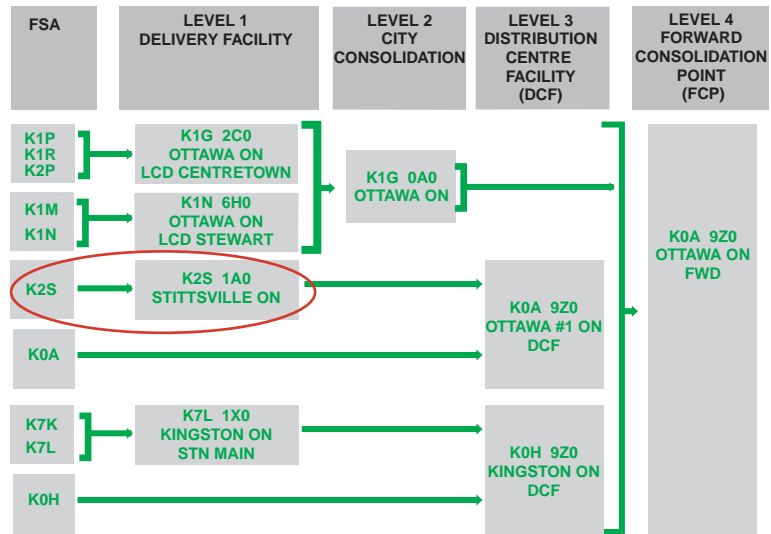 FSA
LEVEL 1
DELIVERY FACILITY
LEVEL 2
CITY
CONSOLIDATION
LEVEL 3
DISTRIBUTION
CENTRE
FACILITY
(DCF)
LEVEL 4
FORWARD
CONSOLIDATION
POINT
(FCP)
K1P
K1R
K2P
K1G 2C0
OTTAWA ON
LCD CENTRETOWN
K1M
K1N
K1N 6H0
OTTAWA ON
LCD STEWART
K1G 0A0
OTTAWA ON
K2S
K2S 1A0
STITTSVILLE ON
K0A
K0A 9Z0
OTTAWA #1 ON
DCF
K7K
K7L
K7L 1X0
KINGSTON ON
STN MAIN
K0H
K0H 9Z0
KINGSTON ON
DCF
K0A 9Z0
OTTAWA ON
FWD